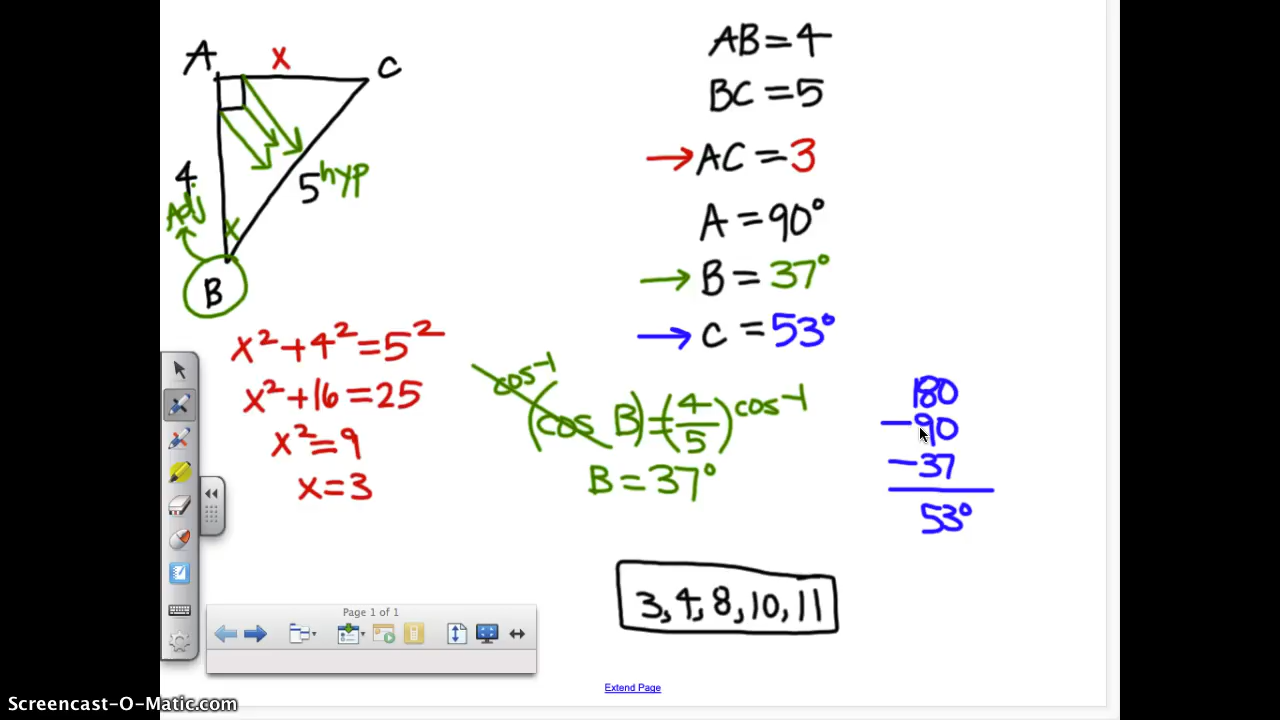 A
x
C
4
Adj
x
5 hyp
B
x² + 4² = 5²
x² + 16 = 25
x² = 9
x = 3
AB = 4
BC = 5
→ AC = 3
A = 90°
→ B = 37°
→ C = 53°
cos⁻¹ (cos B) = (4/5) cos⁻¹
B = 37°
180
- 90
- 37
53°
3, 4, 8, 10, 11
Page 1 of 1
Extend Page
Screencast-O-Matic.com